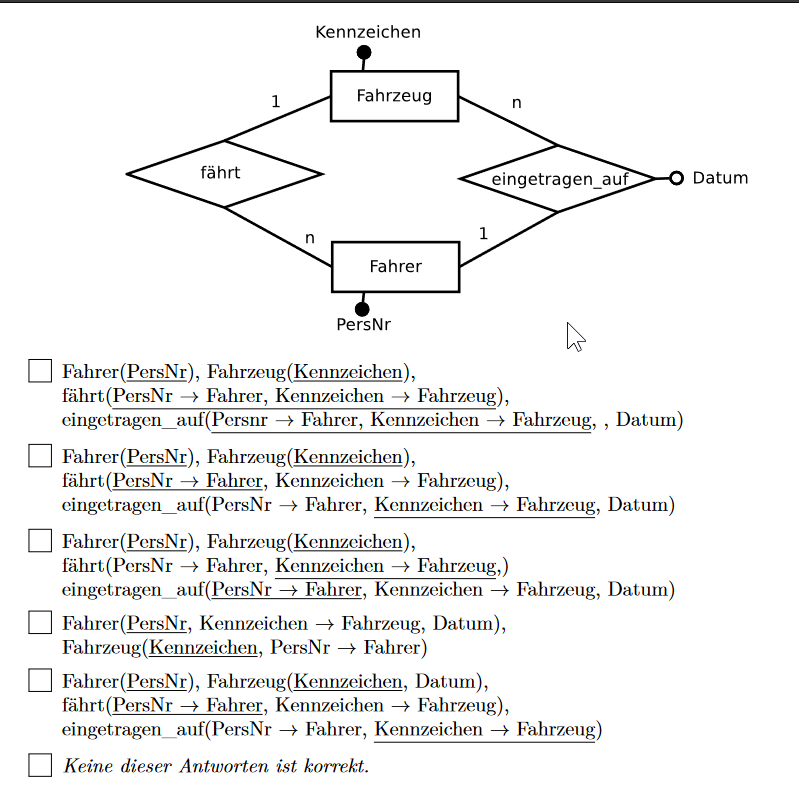 Kennzeichen
Fahrzeug
1
n
fährt
eingetragen_auf
Datum
n
1
Fahrer
PersNr
Fahrer(PersNr), Fahrzeug(Kennzeichen),
fährt(PersNr → Fahrer, Kennzeichen → Fahrzeug),
eingetragen_auf(Persnr → Fahrer, Kennzeichen → Fahrzeug, , Datum)
Fahrer(PersNr), Fahrzeug(Kennzeichen),
fährt(PersNr → Fahrer, Kennzeichen → Fahrzeug),
eingetragen_auf(PersNr → Fahrer, Kennzeichen → Fahrzeug, Datum)
Fahrer(PersNr), Fahrzeug(Kennzeichen),
fährt(PersNr → Fahrer, Kennzeichen → Fahrzeug,)
eingetragen_auf(PersNr → Fahrer, Kennzeichen → Fahrzeug, Datum)
Fahrer(PersNr, Kennzeichen → Fahrzeug, Datum),
Fahrzeug(Kennzeichen, PersNr → Fahrer)
Fahrer(PersNr), Fahrzeug(Kennzeichen, Datum),
fährt(PersNr → Fahrer, Kennzeichen → Fahrzeug),
eingetragen_auf(PersNr → Fahrer, Kennzeichen → Fahrzeug)
Keine dieser Antworten ist korrekt.